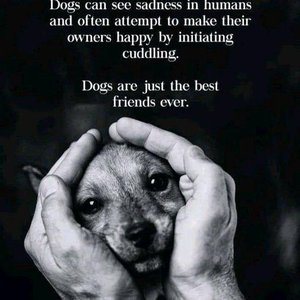 Dogs can see sadness in humans
and often attempt to make their
owners happy by initiating
cuddling.
Dogs are just the best
friends ever.